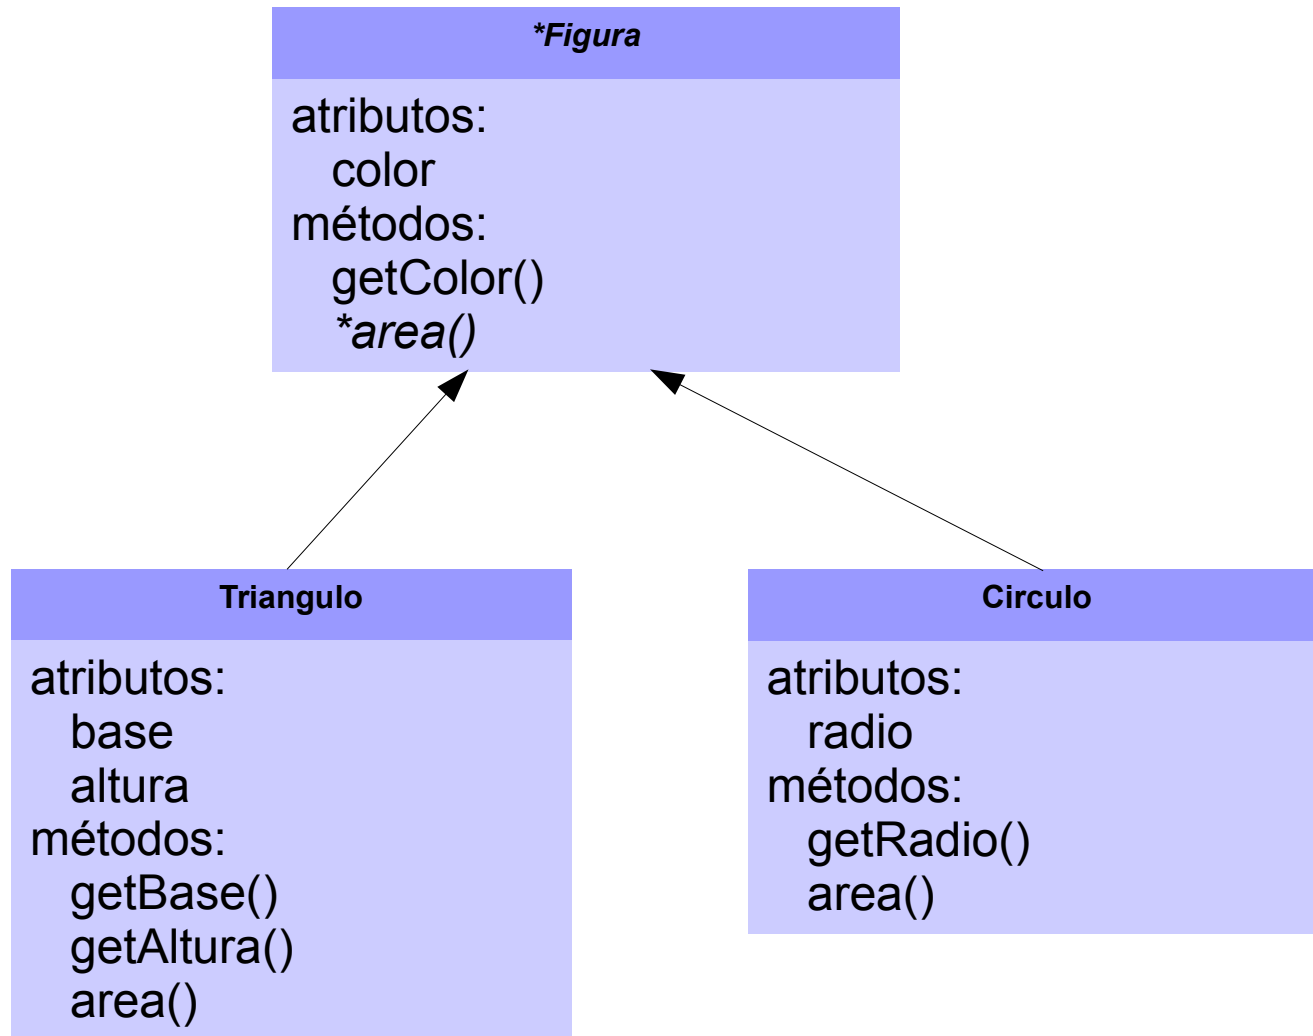 *Figura
atributos:
color
métodos:
getColor()
*area()
Triangulo
atributos:
base
altura
métodos:
getBase()
getAltura()
area()
Circulo
atributos:
radio
métodos:
getRadio()
area()